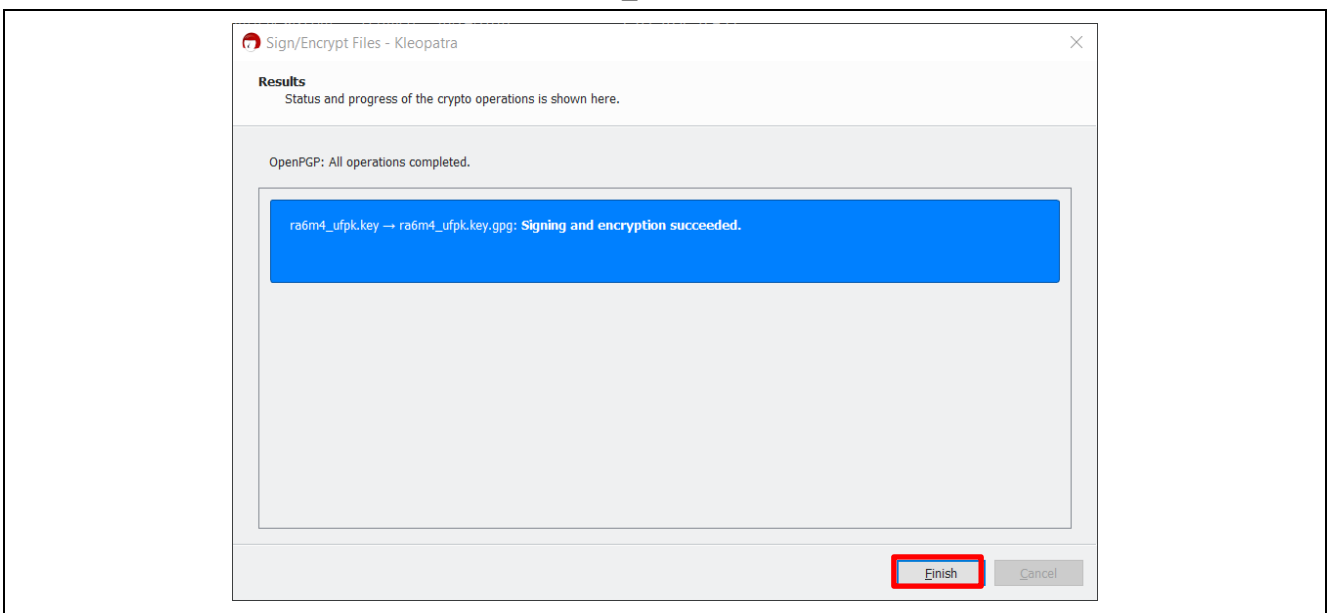 Sign/Encrypt Files - Kleopatra
Results
Status and progress of the crypto operations is shown here.
OpenPGP: All operations completed.
ra6m4_ufpk.key → ra6m4_ufpk.key.gpg: Signing and encryption succeeded.
Finish Cancel